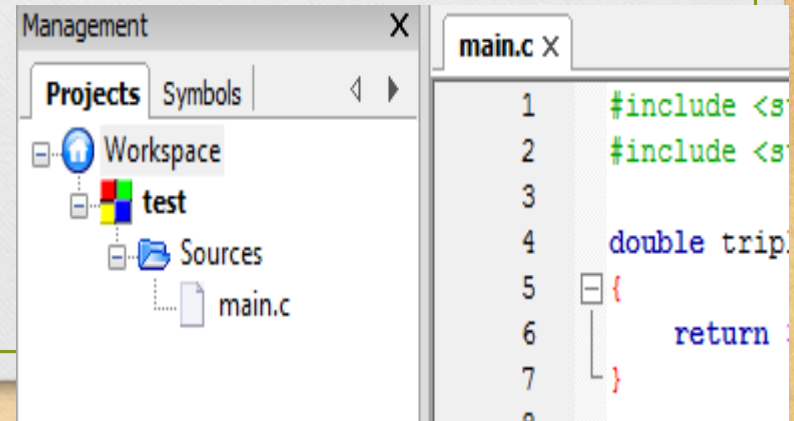 Management X
Projects Symbols
Workspace
test
Sources
main.c
main.c X
1 #include
2 #include
3
4 double
5 {
6 return
7 }